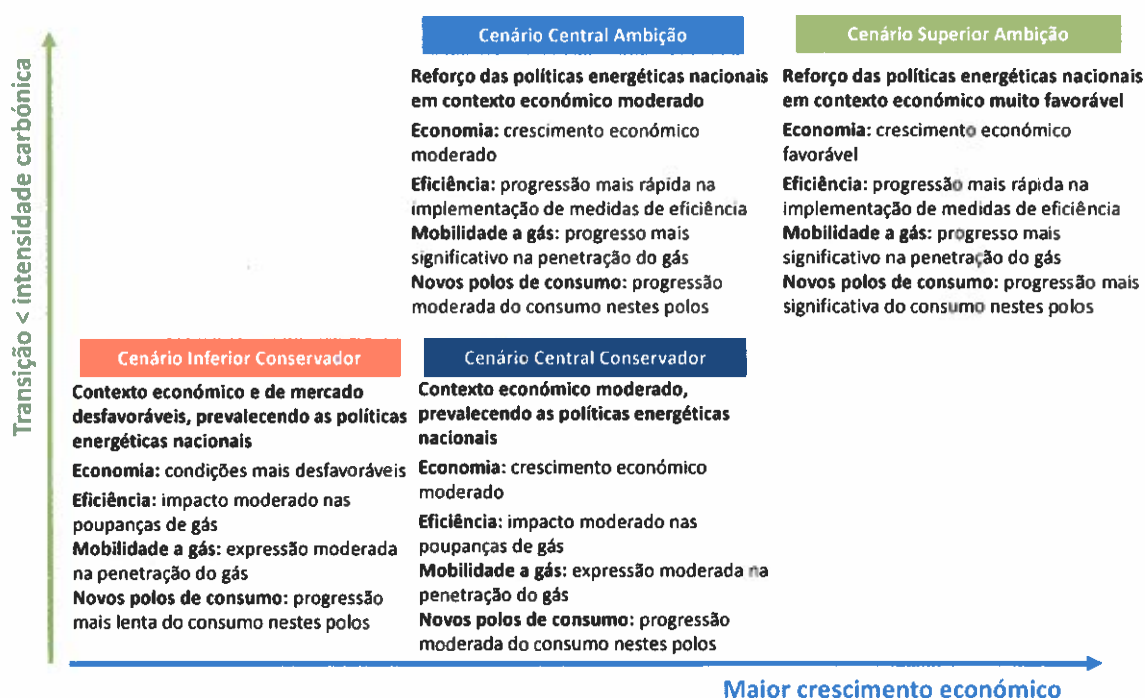 Transição < intensidade carbónica
Cenário Central Ambição
Reforço das políticas energéticas nacionais
em contexto económico moderado
Economia: crescimento económico
moderado
Eficiência: progressão mais rápida na
implementação de medidas de eficiência
Mobilidade a gás: progresso mais
significativo na penetração do gás
Novos polos de consumo: progressão
moderada do consumo nestes polos
Cenário Superior Ambição
Reforço das políticas energéticas nacionais
em contexto económico muito favorável
Economia: crescimento económico
favorável
Eficiência: progressão mais rápida na
implementação de medidas de eficiência
Mobilidade a gás: progresso mais
significativo na penetração do gás
Novos polos de consumo: progressão mais
significativa do consumo nestes polos
Cenário Inferior Conservador
Contexto económico e de mercado
desfavoráveis, prevalecendo as políticas
energéticas nacionais
Economia: condições mais desfavoráveis
Eficiência: impacto moderado nas
poupanças de gás
Mobilidade a gás: expressão moderada
na penetração do gás
Novos polos de consumo: progressão
mais lenta do consumo nestes polos
Cenário Central Conservador
Contexto económico moderado,
prevalecendo as políticas energéticas
nacionais
Economia: crescimento económico
moderado
Eficiência: impacto moderado nas
poupanças de gás
Mobilidade a gás: expressão moderada na
penetração do gás
Novos polos de consumo: progressão
moderada do consumo nestes polos
Maior crescimento económico